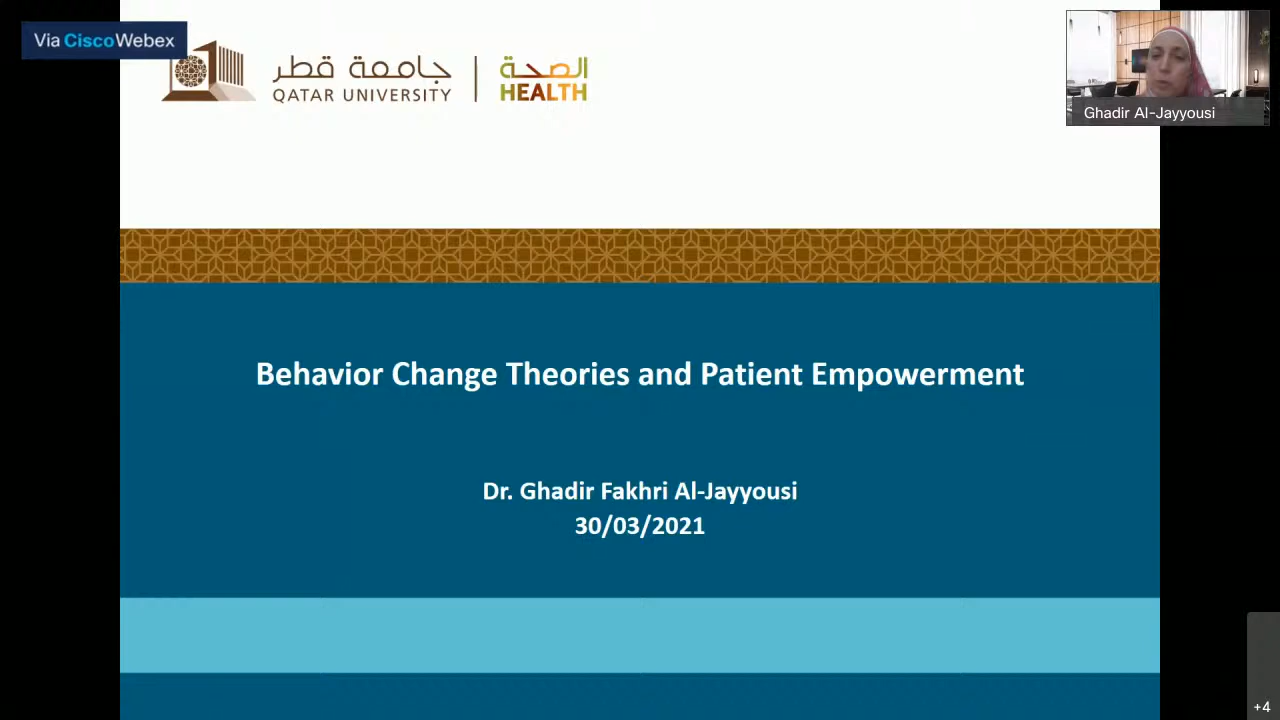 Via CiscoWebex
جامعة قطر
QATAR UNIVERSITY
الصحة
HEALTH
Ghadir Al-Jayyousi
Behavior Change Theories and Patient Empowerment
Dr. Ghadir Fakhri Al-Jayyousi
30/03/2021
+4